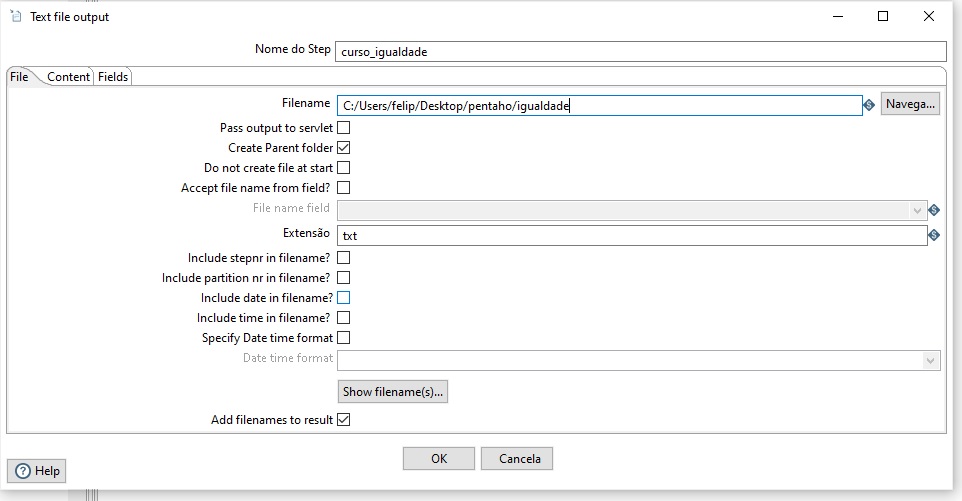 Text file output
Nome do Step curso_igualdade
File Content Fields
Filename C:/Users/felip/Desktop/pentaho/igualdade Navega...
Pass output to servlet
Create Parent folder
Do not create file at start
Accept file name from field?
File name field
Extensão txt
Include stepnr in filename?
Include partition nr in filename?
Include date in filename?
Include time in filename?
Specify Date time format
Date time format
Show filename(s)...
Add filenames to result
OK Cancela
Help